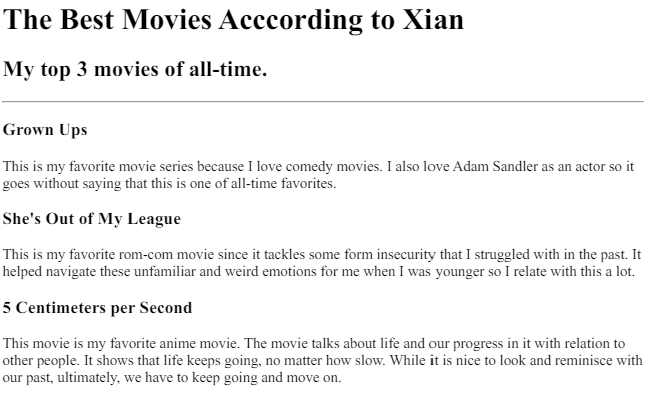 The Best Movies Acccording to Xian
My top 3 movies of all-time.
Grown Ups
This is my favorite movie series because I love comedy movies. I also love Adam Sandler as an actor so it
goes without saying that this is one of all-time favorites.
She's Out of My League
This is my favorite rom-com movie since it tackles some form insecurity that I struggled with in the past. It
helped navigate these unfamiliar and weird emotions for me when I was younger so I relate with this a lot.
5 Centimeters per Second
This movie is my favorite anime movie. The movie talks about life and our progress in it with relation to
other people. It shows that life keeps going, no matter how slow. While it is nice to look and reminisce with
our past, ultimately, we have to keep going and move on.